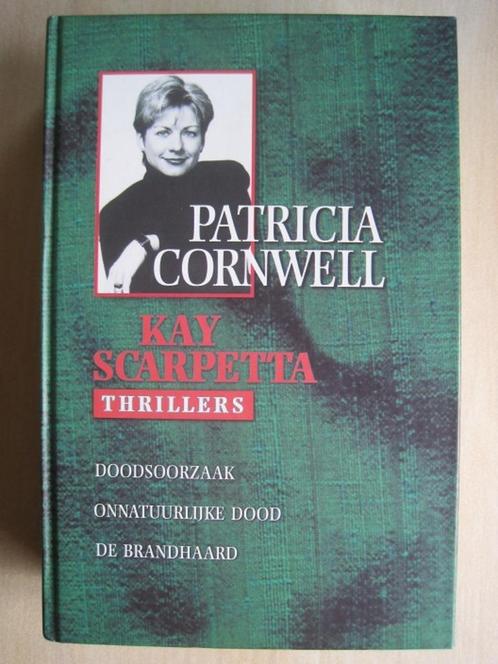 PATRICIA
CORNWELL
KAY
SCARPETTA
THRILLERS
DOODSOORZAAK
ONNATUURLIJKE DOOD
DE BRANDHAARD